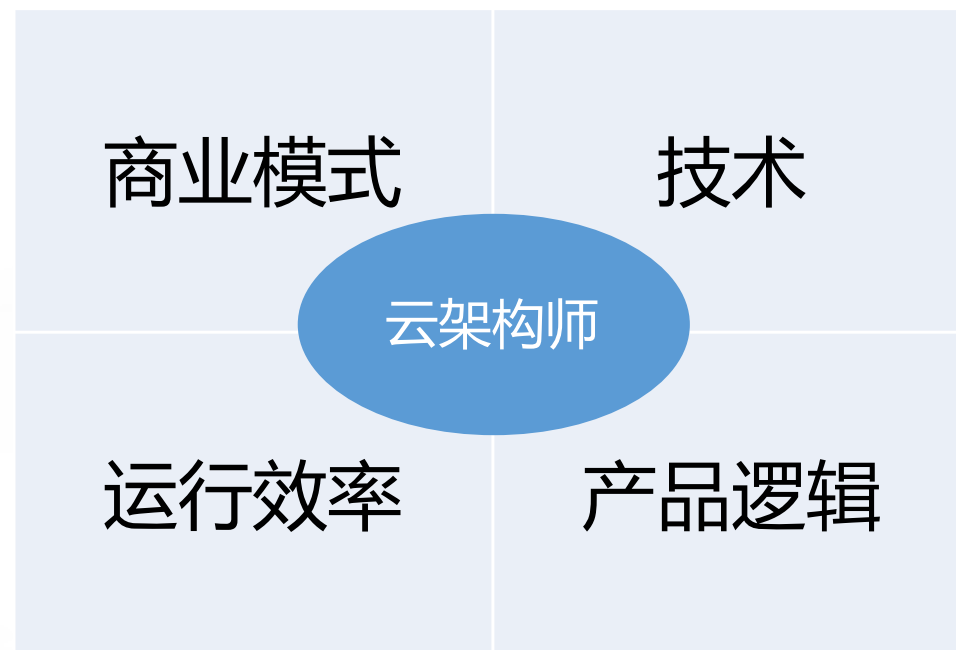 商业模式
技术
云架构师
运行效率
产品逻辑